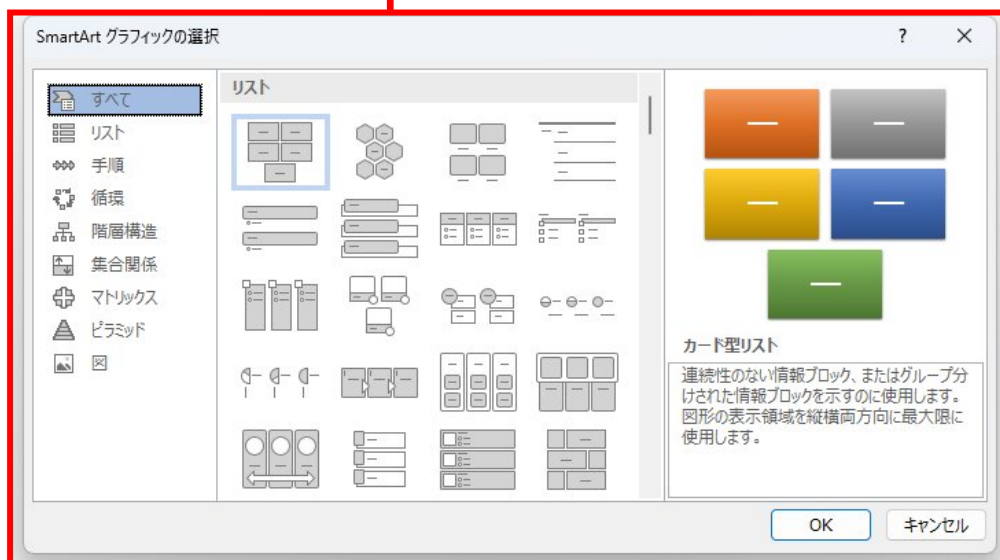 SmartArt グラフィックの選択
?
すべて
リスト
手順
循環
階層構造
集合関係
マトリックス
ピラミッド
図
リスト
カード型リスト
連続性のない情報ブロック、またはグループ分
けされた情報ブロックを示すのに使用します。
図形の表示領域を縦横両方向に最大限に
使用します。
OK
キャンセル